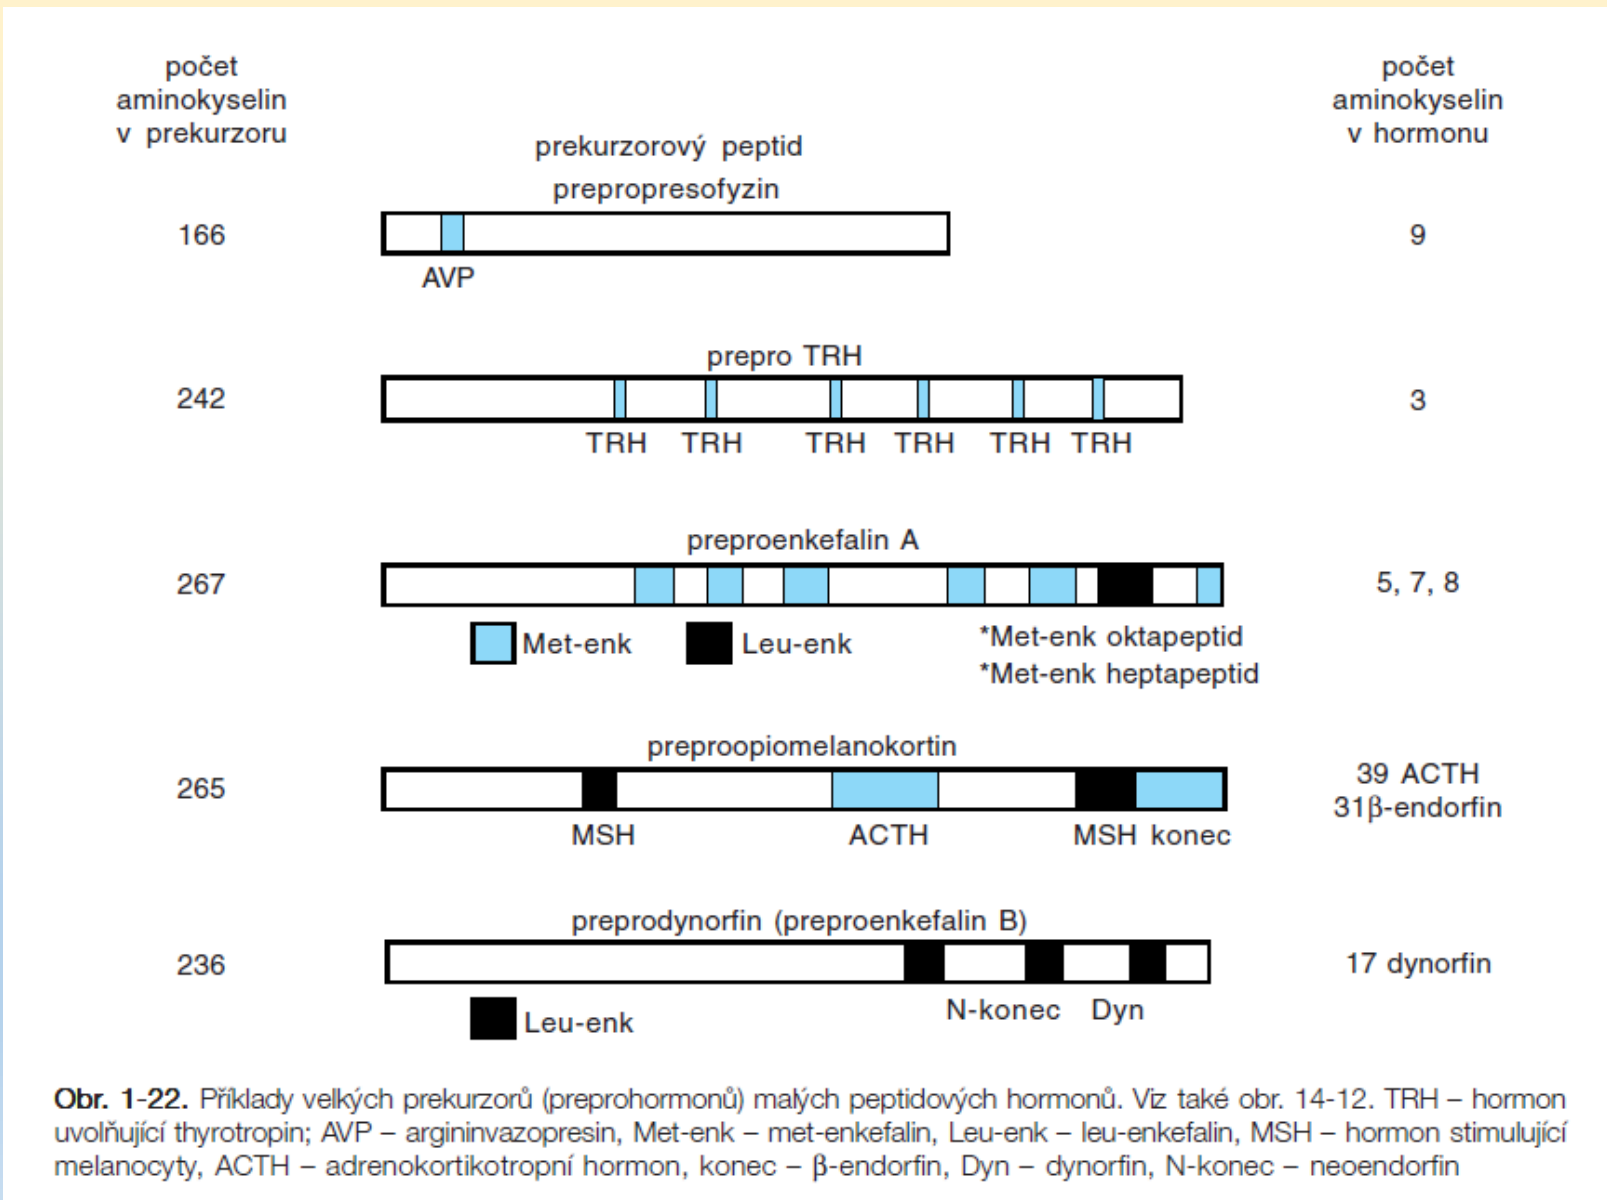 počet
aminokyselin
v prekurzoru
počet
aminokyselin
v hormonu
prekurzorový peptid
prepropresofyzin
166
9
AVP
prepro TRH
242
3
TRH TRH TRH TRH TRH TRH
preproenkefalin A
267
5, 7, 8
Met-enk
Leu-enk
*Met-enk oktapeptid
*Met-enk heptapeptid
preproopiomelanokortin
265
39 ACTH
31β-endorfin
MSH ACTH MSH konec
preprodynorfin (preproenkefalin B)
236
17 dynorfin
N-konec Dyn
Leu-enk
Obr. 1-22. Příklady velkých prekurzorů (preprohormonů) malých peptidových hormonů. Viz také obr. 14-12. TRH – hormon
uvolňující thyrotropin; AVP – argininvazopresin, Met-enk – met-enkefalin, Leu-enk – leu-enkefalin, MSH – hormon stimulující
melanocyty, ACTH – adrenokortikotropní hormon, konec – β-endorfin, Dyn – dynorfin, N-konec – neoendorfin